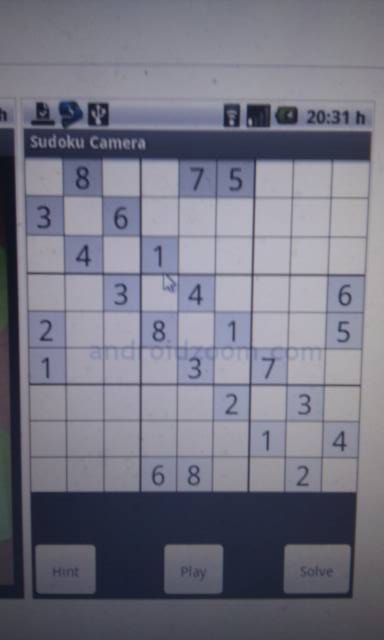 h
20:31 h
Sudoku Camera
8 7 5
3 6
4 1
3 4 6
2 8 1 5
androidzoom.com
1 3 7
2 3
1 4
6 8 2
Hint Play Solve